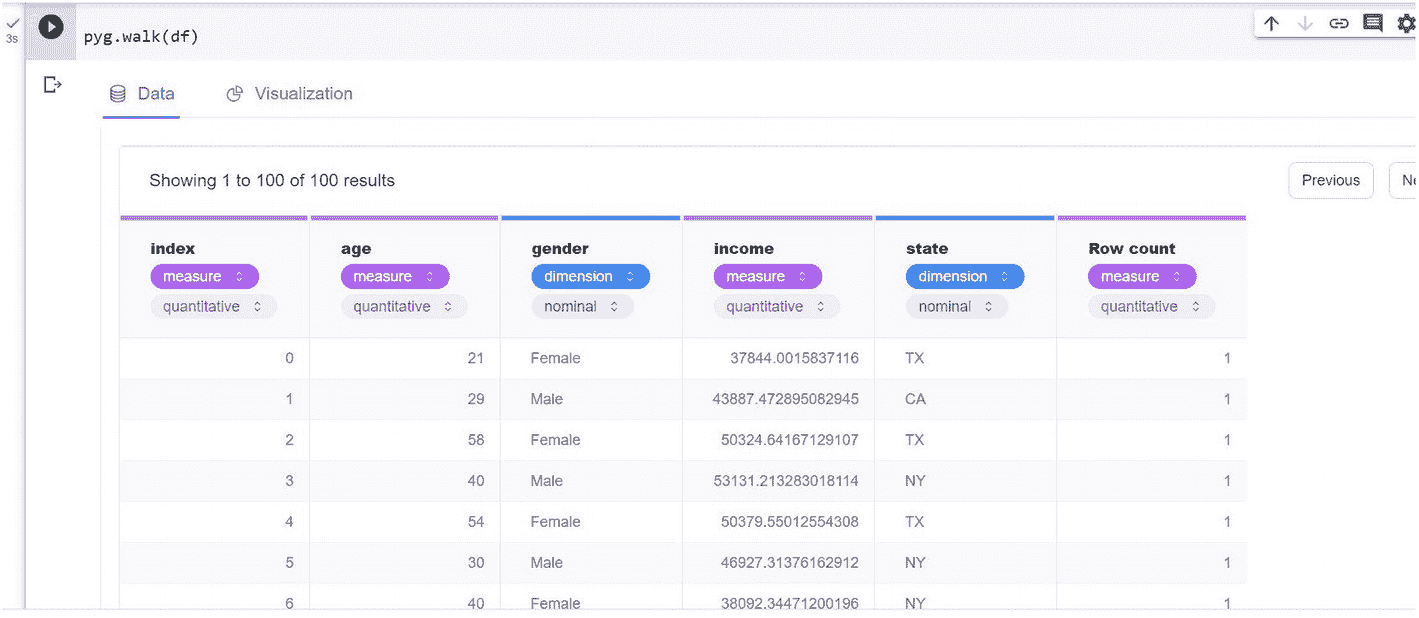 3s
pyg.walk(df)
Data Visualization
Showing 1 to 100 of 100 results
Previous
Ne
index age gender income state Row count
measure measure dimension measure dimension measure
quantitative quantitative nominal quantitative nominal quantitative
0 21 Female 37844.0015837116 TX 1
1 29 Male 43887.472895082945 CA 1
2 58 Female 50324.64167129107 TX 1
3 40 Male 53131.213283018114 NY 1
4 54 Female 50379.55012554308 TX 1
5 30 Male 46927.31376162912 NY 1
6 40 Female 38092.34471200196 NY 1